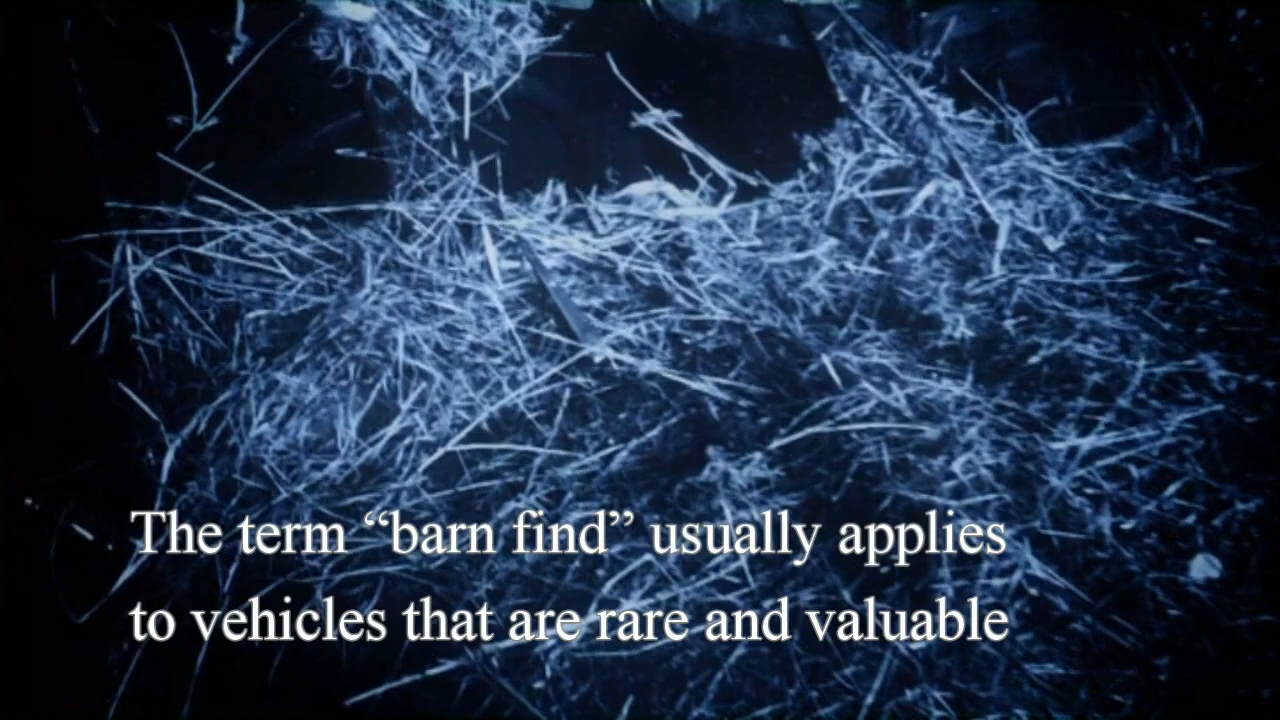 The term “barn find” usually applies
to vehicles that are rare and valuable